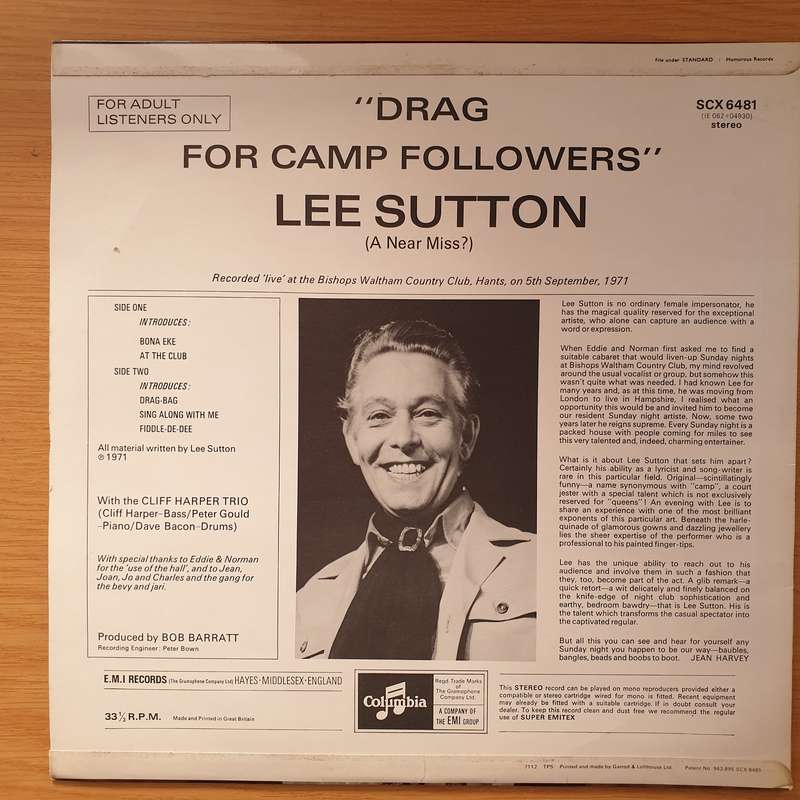 File under STANDARD : Humorous Records
FOR ADULT
LISTENERS ONLY
"DRAG
FOR CAMP FOLLOWERS"
LEE SUTTON
(A Near Miss?)
SCX 6481
(IE 062 o 04930)
stereo
Recorded 'live' at the Bishops Waltham Country Club, Hants, on 5th September, 1971
SIDE ONE
INTRODUCES:
BONA EKE
AT THE CLUB
SIDE TWO
INTRODUCES:
DRAG-BAG
SING ALONG WITH ME
FIDDLE-DE-DEE
All material written by Lee Sutton
℗ 1971
With the CLIFF HARPER TRIO
(Cliff Harper-Bass/Peter Gould
-Piano/Dave Bacon-Drums)
With special thanks to Eddie & Norman
for the 'use of the hall', and to Jean,
Joan, Jo and Charles and the gang for
the bevy and jari.
Produced by BOB BARRATT
Recording Engineer: Peter Bown
Lee Sutton is no ordinary female impersonator, he
has the magical quality reserved for the exceptional
artiste, who alone can capture an audience with a
word or expression.
When Eddie and Norman first asked me to find a
suitable cabaret that would liven-up Sunday nights
at Bishops Waltham Country Club, my mind revolved
around the usual vocalist or group, but somehow this
wasn't quite what was needed. I had known Lee for
many years and, as at this time, he was moving from
London to live in Hampshire, I realised what an
opportunity this would be and invited him to become
our resident Sunday night artiste. Now, some two
years later he reigns supreme. Every Sunday night is a
packed house with people coming for miles to see
this very talented and, indeed, charming entertainer.
What is it about Lee Sutton that sets him apart?
Certainly his ability as a lyricist and song-writer is
rare in this particular field. Original—scintillatingly
funny—a name synonymous with "camp", a court
jester with a special talent which is not exclusively
reserved for "queens"! An evening with Lee is to
share an experience with one of the most brilliant
exponents of this particular art. Beneath the harle-
quinade of glamorous gowns and dazzling jewellery
lies the sheer expertise of the performer who is a
professional to his painted finger-tips.
Lee has the unique ability to reach out to his
audience and involve them in such a fashion that
they, too, become part of the act. A glib remark—a
quick retort—a wit delicately and finely balanced on
the knife-edge of night club sophistication and
earthy, bedroom bawdry—that is Lee Sutton. His is
the talent which transforms the casual spectator into
the captivated regular.
But all this you can see and hear for yourself any
Sunday night you happen to be our way—baubles,
bangles, beads and boobs to boot. JEAN HARVEY
E.M.I RECORDS (The Gramophone Company Ltd) HAYES·MIDDLESEX·ENGLAND
33⅓ R.P.M. Made and Printed in Great Britain
Columbia
Regd. Trade Marks
of The Gramophone
Company Ltd.
A COMPANY OF
THE EMI GROUP
This STEREO record can be played on mono reproducers provided either a
compatible or stereo cartridge wired for mono is fitted. Recent equipment
may already be fitted with a suitable cartridge. If in doubt consult your
dealer. To keep this record clean and dust free we recommend the regular
use of SUPER EMITEX
7112 TPS Printed and made by Garrod & Lofthouse Ltd. Patent No. 943,895 SCX 6481